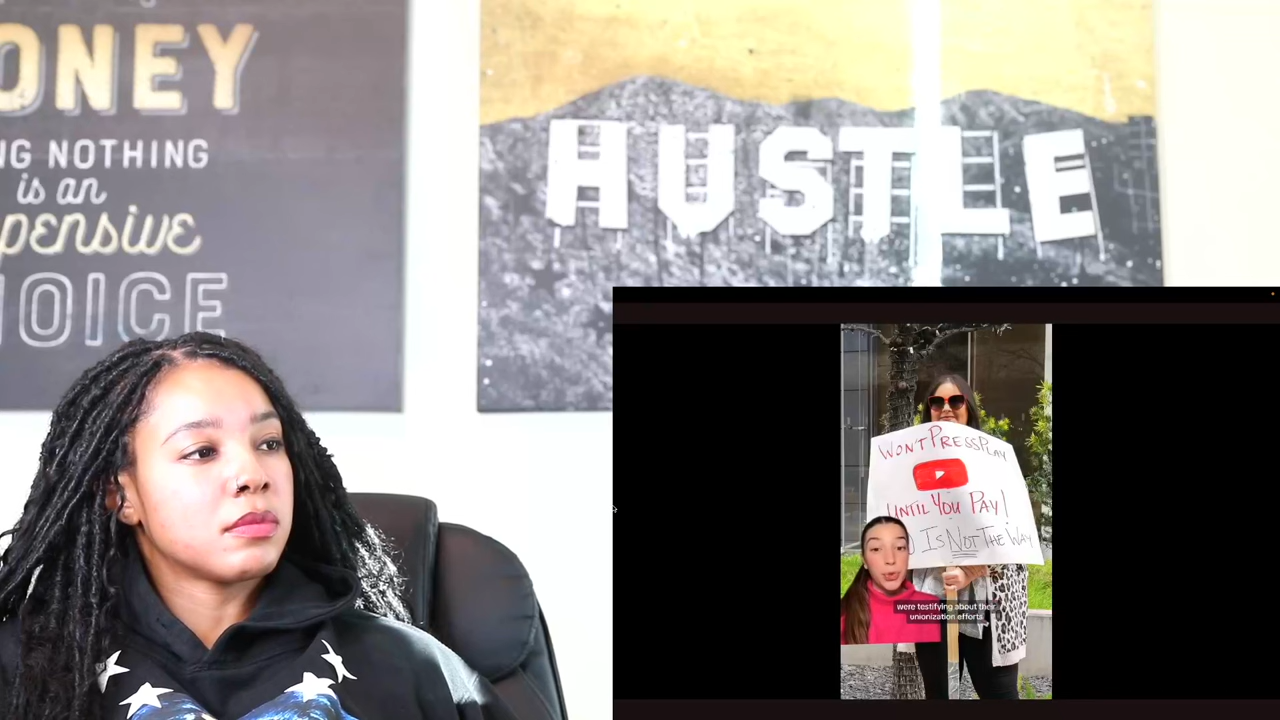 ONEY
NG NOTHING
is an
pensive
OICE
HUSTLE
WON'T PRESS PLAY
UNTIL YOU PAY!
IS NOT THE WAY
were testifying about their
unionization efforts